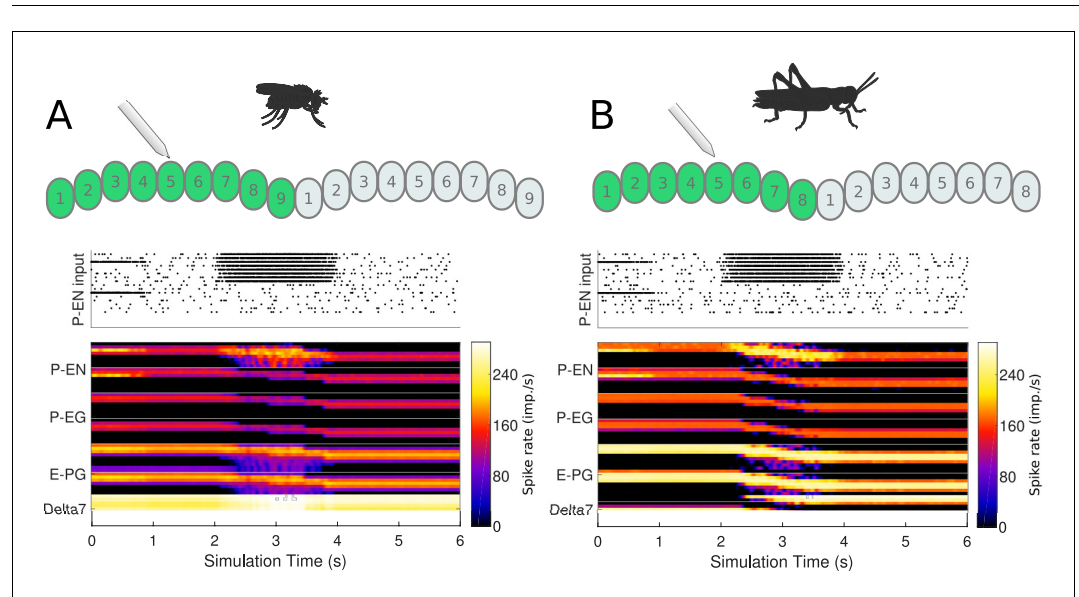 A
B
1 2 3 4 5 6 7 8 9 1 2 3 4 5 6 7 8 9
1 2 3 4 5 6 7 8 1 2 3 4 5 6 7 8
P-EN input
P-EN
P-EG
E-PG
Delta7
240
160
80
0
Spike rate (imp./s)
0 1 2 3 4 5 6
Simulation Time (s)
P-EN input
P-EN
P-EG
E-PG
Delta7
240
160
80
0
Spike rate (imp./s)
0 1 2 3 4 5 6
Simulation Time (s)